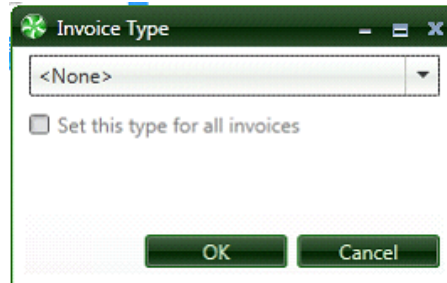 Invoice Type
<None>
Set this type for all invoices
OK
Cancel